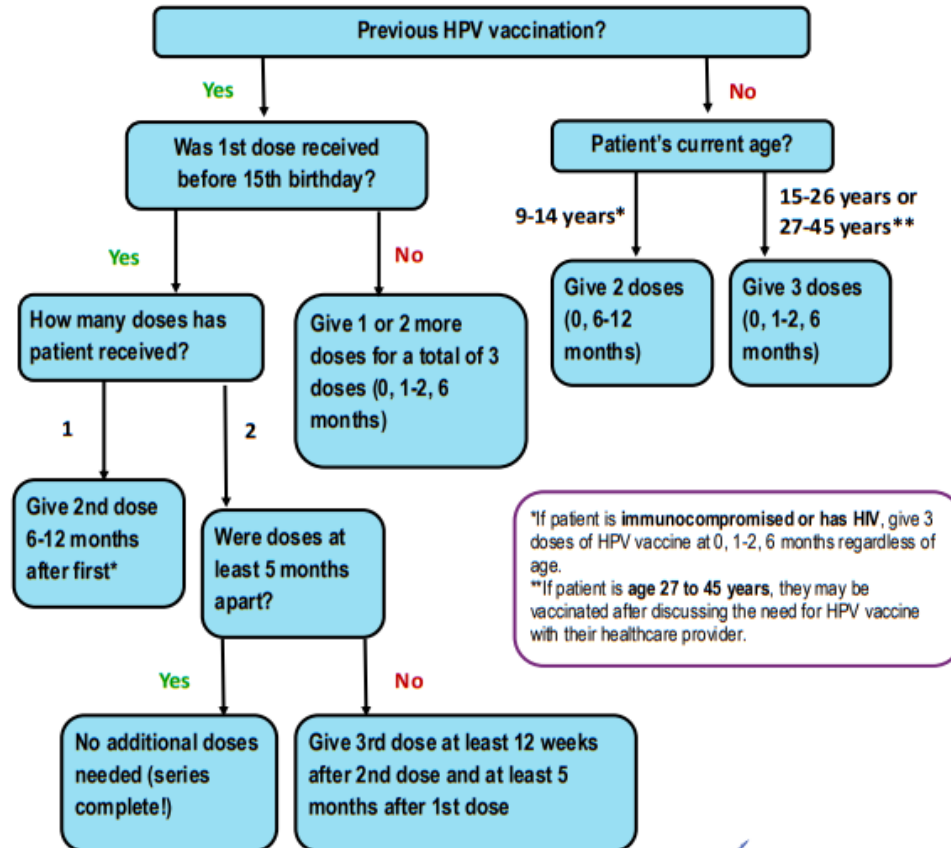 Previous HPV vaccination?
Yes
No
Was 1st dose received
before 15th birthday?
Patient's current age?
9-14 years*
15-26 years or
27-45 years**
Yes
No
How many doses has
patient received?
Give 1 or 2 more
doses for a total of 3
doses (0, 1-2, 6
months)
Give 2 doses
(0, 6-12
months)
Give 3 doses
(0, 1-2, 6
months)
1
2
Give 2nd dose
6-12 months
after first*
Were doses at
least 5 months
apart?
*If patient is immunocompromised or has HIV, give 3
doses of HPV vaccine at 0, 1-2, 6 months regardless of
age.
**If patient is age 27 to 45 years, they may be
vaccinated after discussing the need for HPV vaccine
with their healthcare provider.
Yes
No
No additional doses
needed (series
complete!)
Give 3rd dose at least 12 weeks
after 2nd dose and at least 5
months after 1st dose